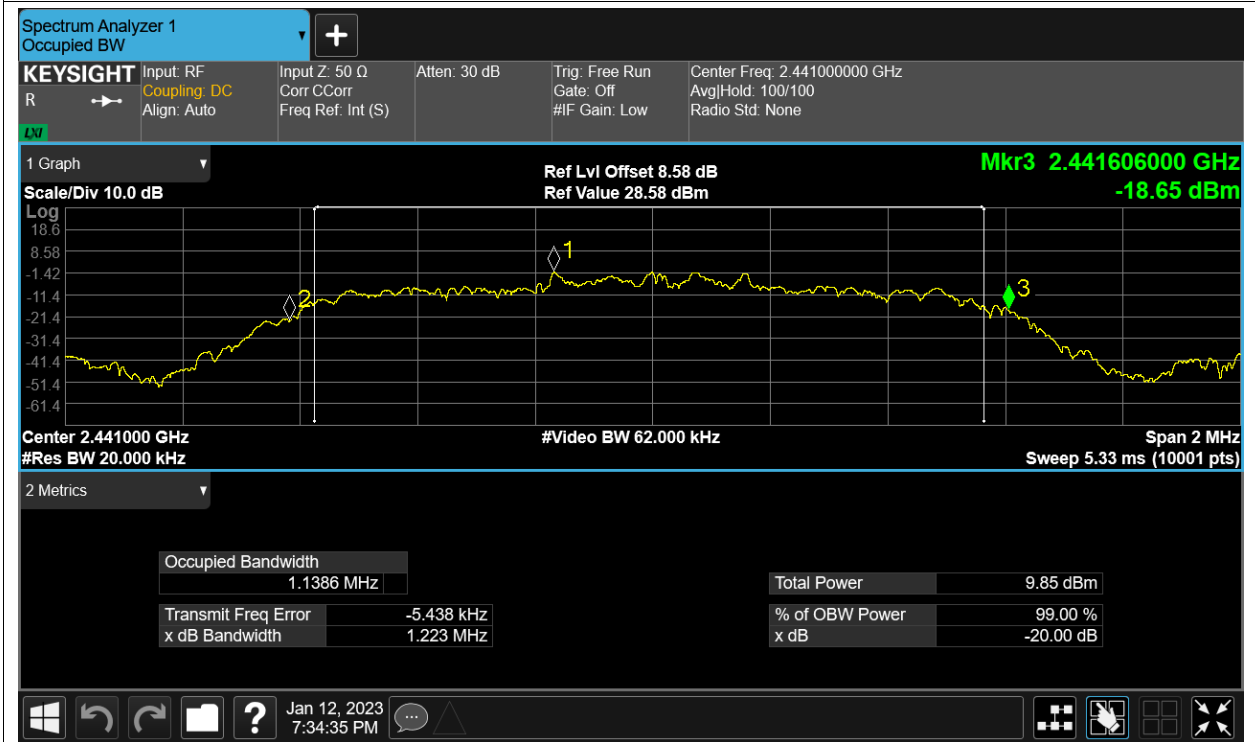 Spectrum Analyzer 1
Occupied BW
+
KEYSIGHT
R
LXI
Input: RF
Coupling: DC
Align: Auto
Input Z: 50 Ω
Corr CCorr
Freq Ref: Int (S)
Atten: 30 dB
Trig: Free Run
Gate: Off
#IF Gain: Low
Center Freq: 2.441000000 GHz
Avg|Hold: 100/100
Radio Std: None
1 Graph
Scale/Div 10.0 dB
Ref Lvl Offset 8.58 dB
Ref Value 28.58 dBm
Mkr3 2.441606000 GHz
-18.65 dBm
Log
18.6
8.58
-1.42
-11.4
-21.4
-31.4
-41.4
-51.4
-61.4
1
2
3
Center 2.441000 GHz
#Video BW 62.000 kHz
Span 2 MHz
#Res BW 20.000 kHz
Sweep 5.33 ms (10001 pts)
2 Metrics
Occupied Bandwidth
1.1386 MHz
Transmit Freq Error -5.438 kHz
x dB Bandwidth 1.223 MHz
Total Power 9.85 dBm
% of OBW Power 99.00 %
x dB -20.00 dB
?
Jan 12, 2023
7:34:35 PM